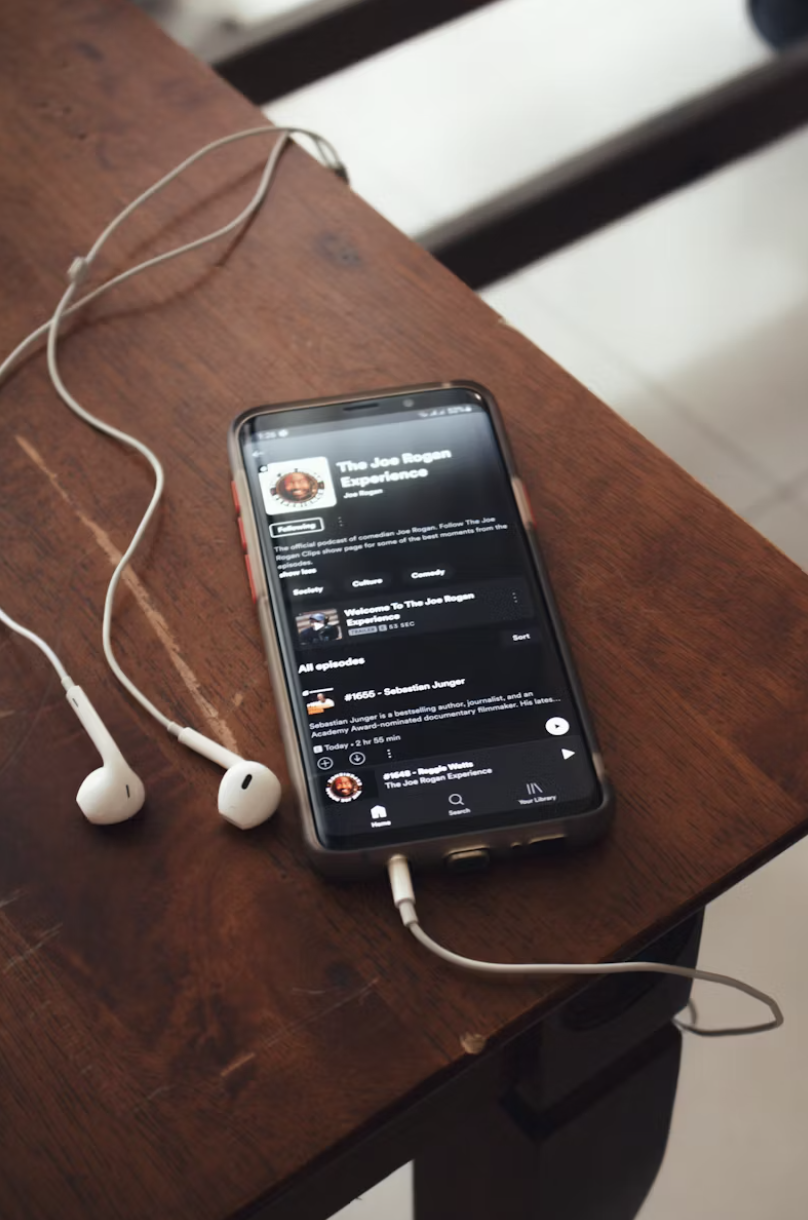 The Joe Rogan
Experience
Joe Rogan
Following
The official podcast of comedian Joe Rogan. Follow The Joe
Rogan Clips show page for some of the best moments from the
episodes.
show less
Society Culture Comedy
Welcome To The Joe Rogan
Experience
TRAILER E 53 SEC
Sort
All episodes
#1655 - Sebastian Junger
Sebastian Junger is a bestselling author, journalist, and an
Academy Award-nominated documentary filmmaker. His lates...
E Today • 2 hr 55 min
#1648 - Reggie Watts
The Joe Rogan Experience
Home Search Your Library